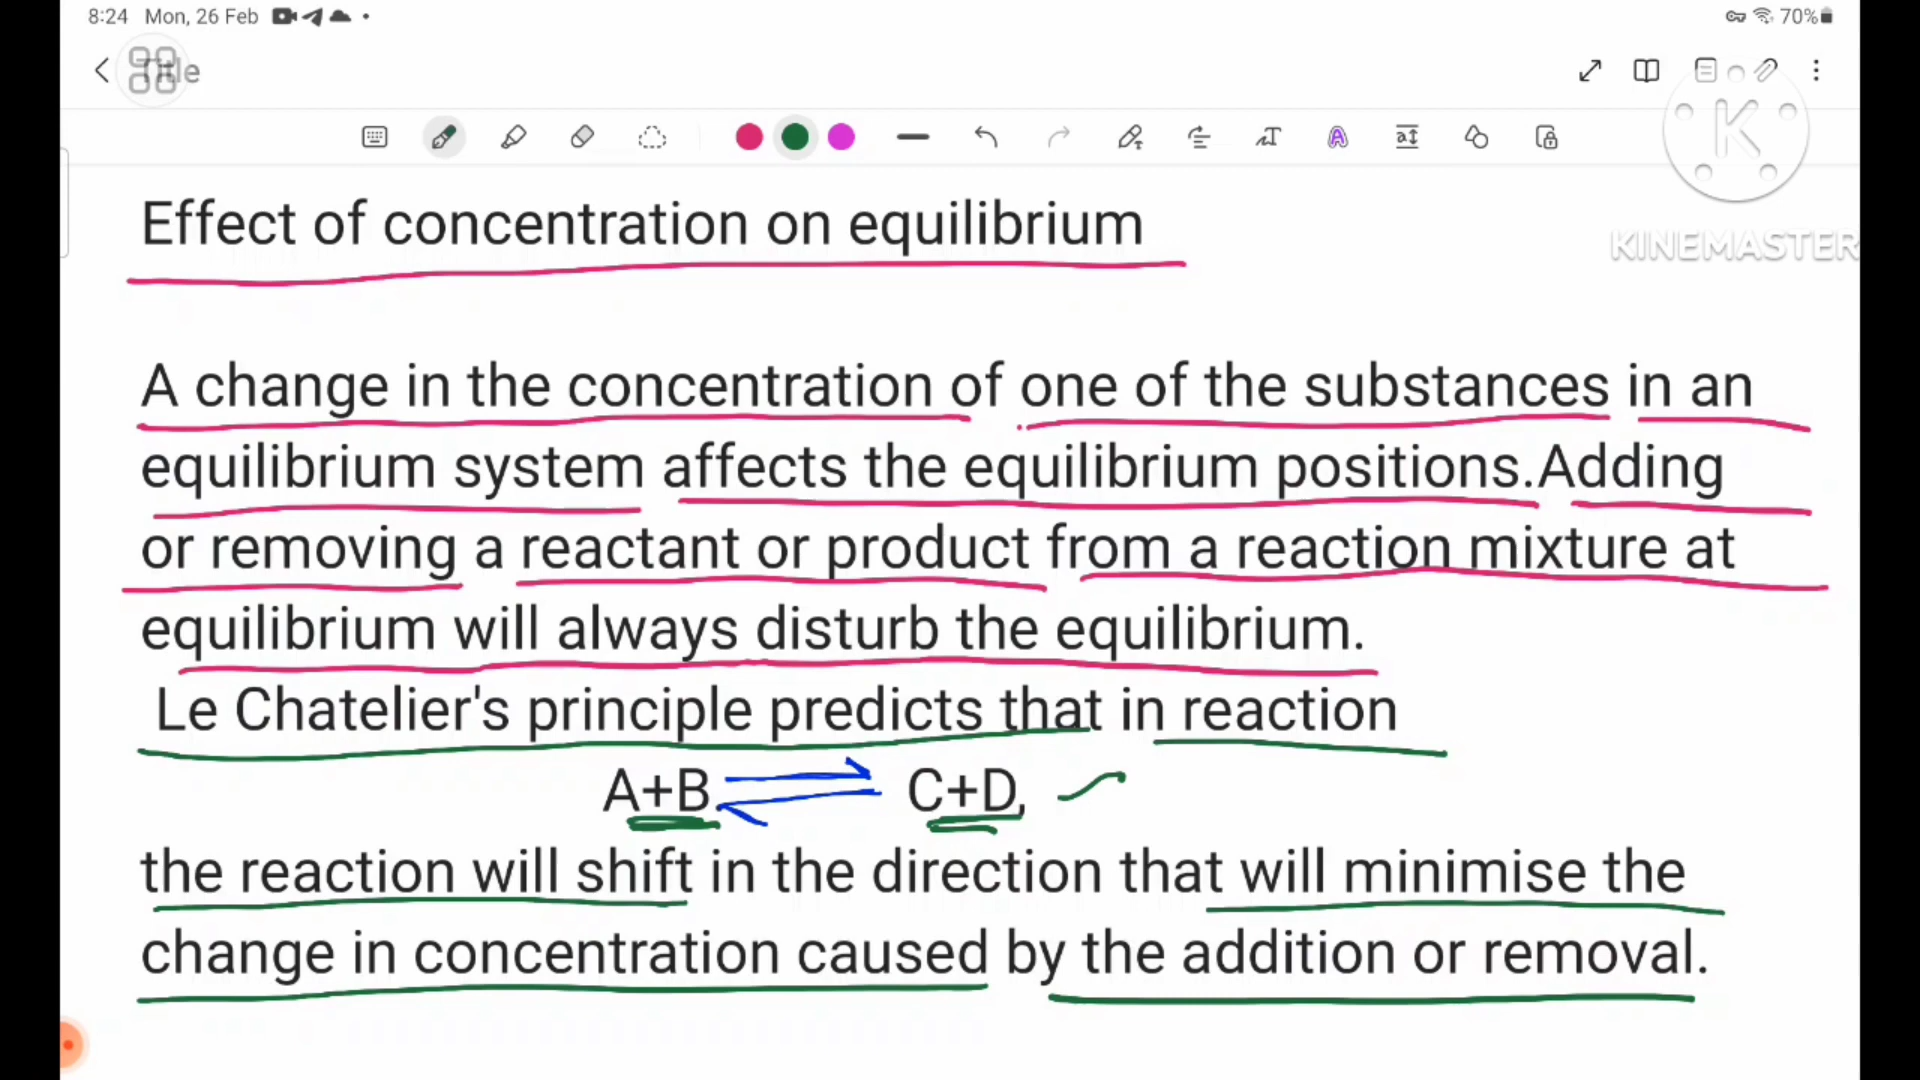 8:24 Mon, 26 Feb
70%
Title
KINEMASTER
Effect of concentration on equilibrium
A change in the concentration of one of the substances in an
equilibrium system affects the equilibrium positions.Adding
or removing a reactant or product from a reaction mixture at
equilibrium will always disturb the equilibrium.
Le Chatelier's principle predicts that in reaction
A+B ⇌ C+D,
the reaction will shift in the direction that will minimise the
change in concentration caused by the addition or removal.